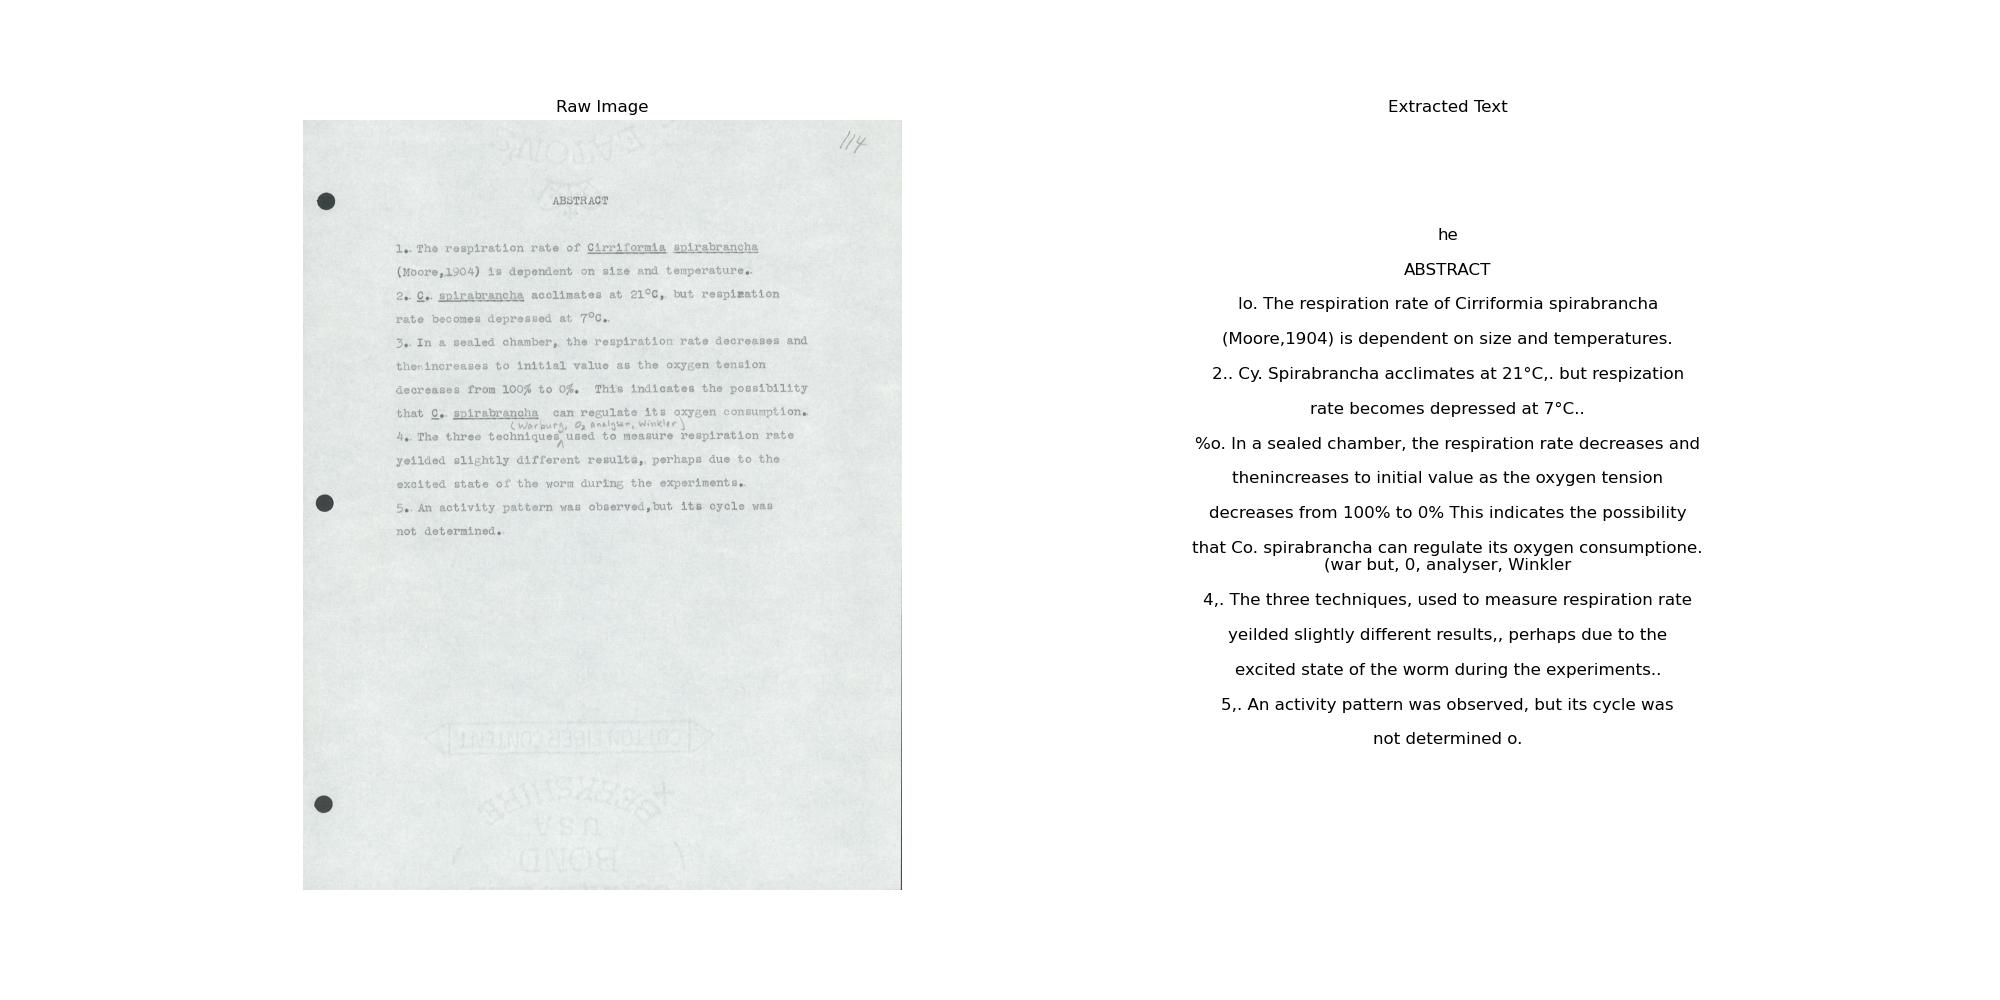 Raw Image
114
EATON'S
ABSTRACT
1. The respiration rate of Cirriformia spirabrancha
(Moore,1904) is dependent on size and temperature.
2. C. spirabrancha acclimates at 21°C, but respiration
rate becomes depressed at 7°C.
3. In a sealed chamber, the respiration rate decreases and
then increases to initial value as the oxygen tension
decreases from 100% to 0%. This indicates the possibility
that C. spirabrancha can regulate its oxygen consumption.
(Warburg, O₂ analyser, Winkler)
4. The three techniques used to measure respiration rate
yeilded slightly different results, perhaps due to the
excited state of the worm during the experiments.
5. An activity pattern was observed,but its cycle was
not determined.
COTTON FIBER CONTENT
BERKSHIRE
USA
BOND
Extracted Text
he
ABSTRACT
lo. The respiration rate of Cirriformia spirabrancha
(Moore,1904) is dependent on size and temperatures.
2.. Cy. Spirabrancha acclimates at 21°C,. but respization
rate becomes depressed at 7°C..
%o. In a sealed chamber, the respiration rate decreases and
thenincreases to initial value as the oxygen tension
decreases from 100% to 0% This indicates the possibility
that Co. spirabrancha can regulate its oxygen consumptione.
(war but, 0, analyser, Winkler
4,. The three techniques, used to measure respiration rate
yeilded slightly different results,, perhaps due to the
excited state of the worm during the experiments..
5,. An activity pattern was observed, but its cycle was
not determined o.